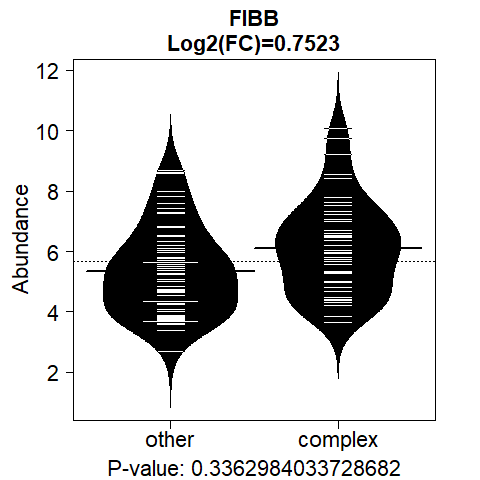 FIBB
Log2(FC)=0.7523
12
10
8
6
4
2
Abundance
other complex
P-value: 0.3362984033728682